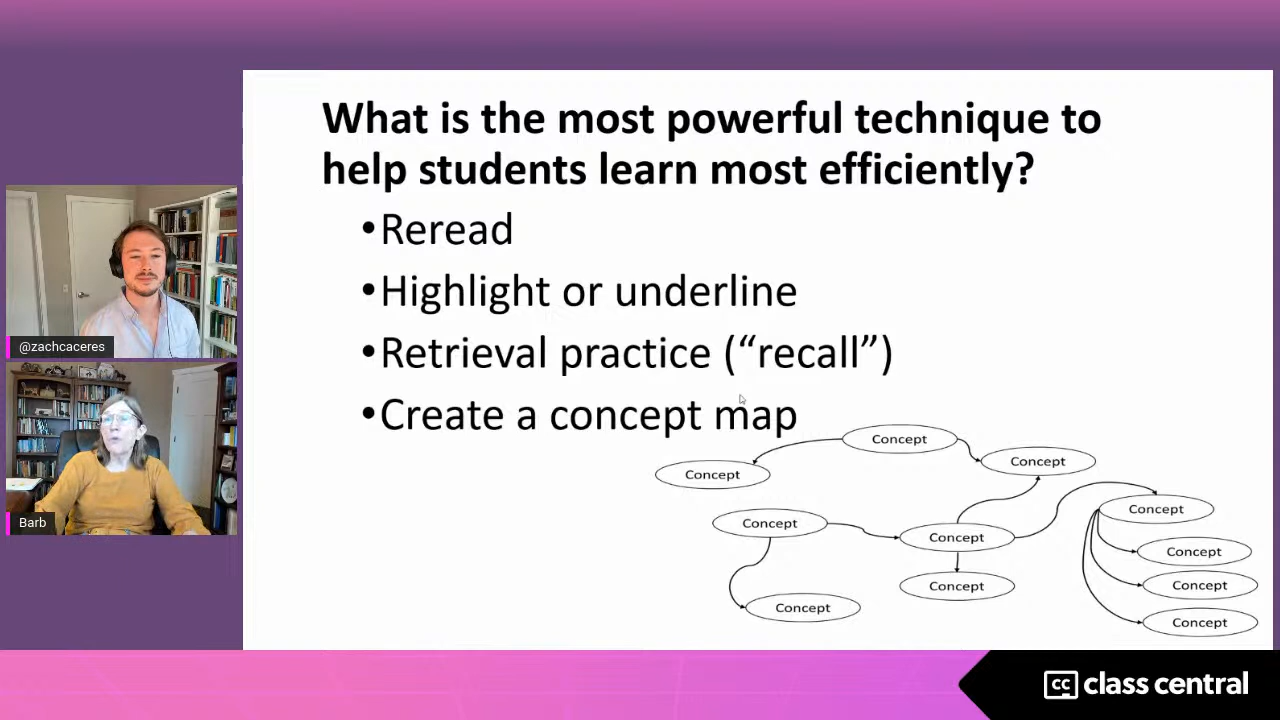 What is the most powerful technique to
help students learn most efficiently?
•Reread
•Highlight or underline
•Retrieval practice (“recall”)
•Create a concept map
Concept
Concept
Concept
Concept
Concept
Concept
Concept
Concept
Concept
Concept
Concept
@zachcaceres
Barb
cc class central